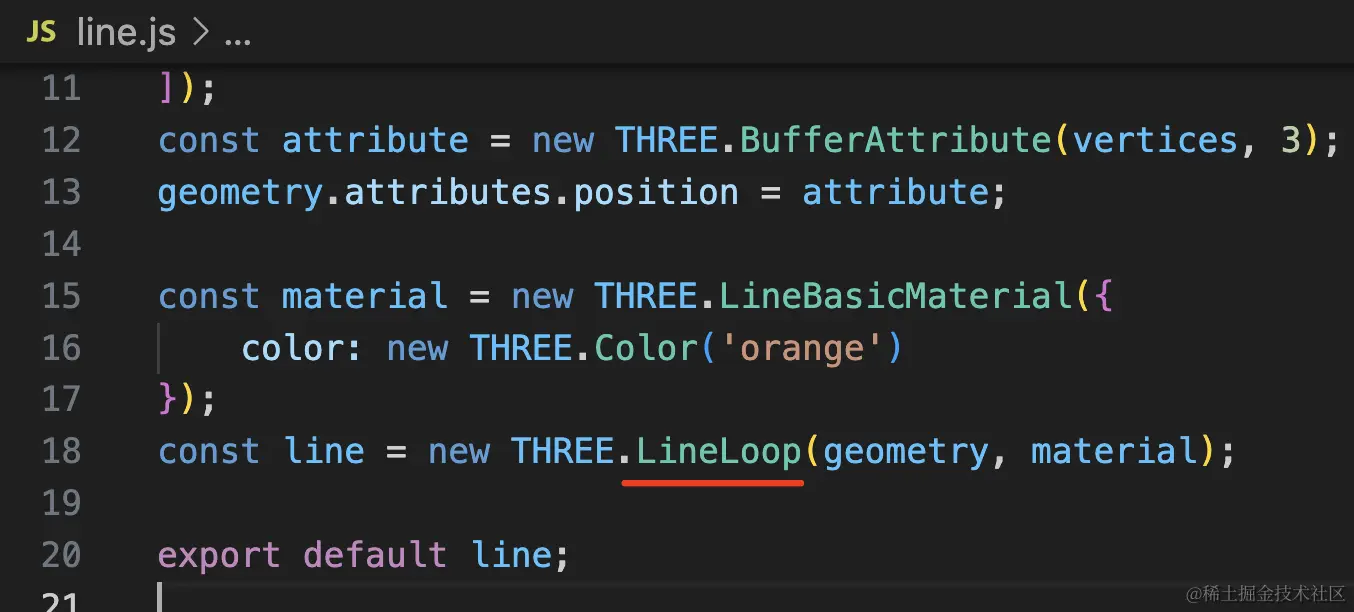 JS line.js > ...
11 ]);
12 const attribute = new THREE.BufferAttribute(vertices, 3);
13 geometry.attributes.position = attribute;
14
15 const material = new THREE.LineBasicMaterial({
16     color: new THREE.Color('orange')
17 });
18 const line = new THREE.LineLoop(geometry, material);
19
20 export default line;
21
@稀土掘金技术社区